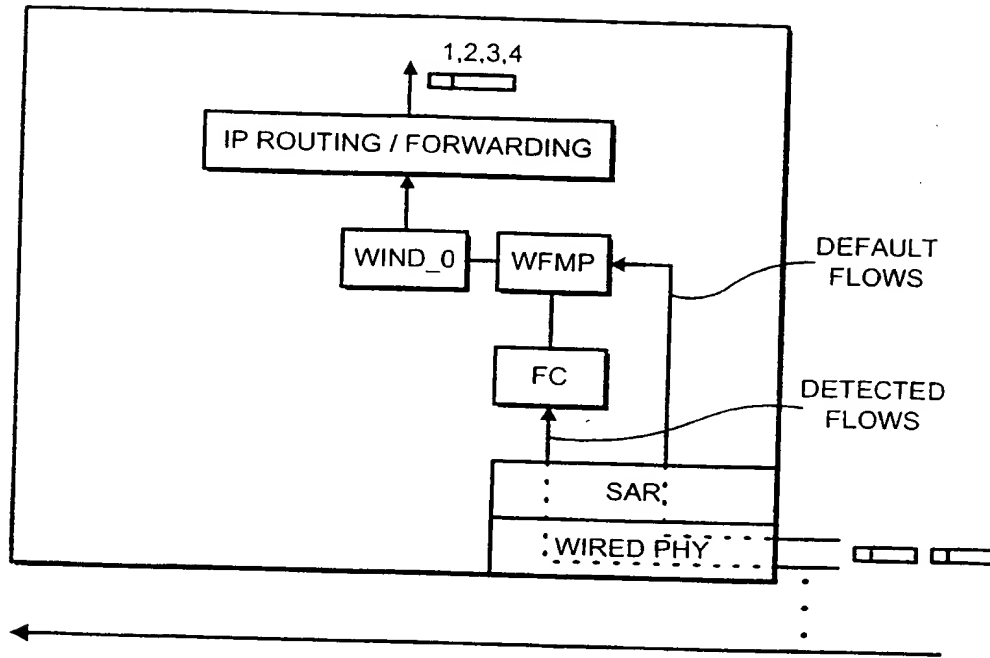 1,2,3,4
IP ROUTING / FORWARDING
WIND_0
WFMP
DEFAULT
FLOWS
FC
DETECTED
FLOWS
SAR
WIRED PHY